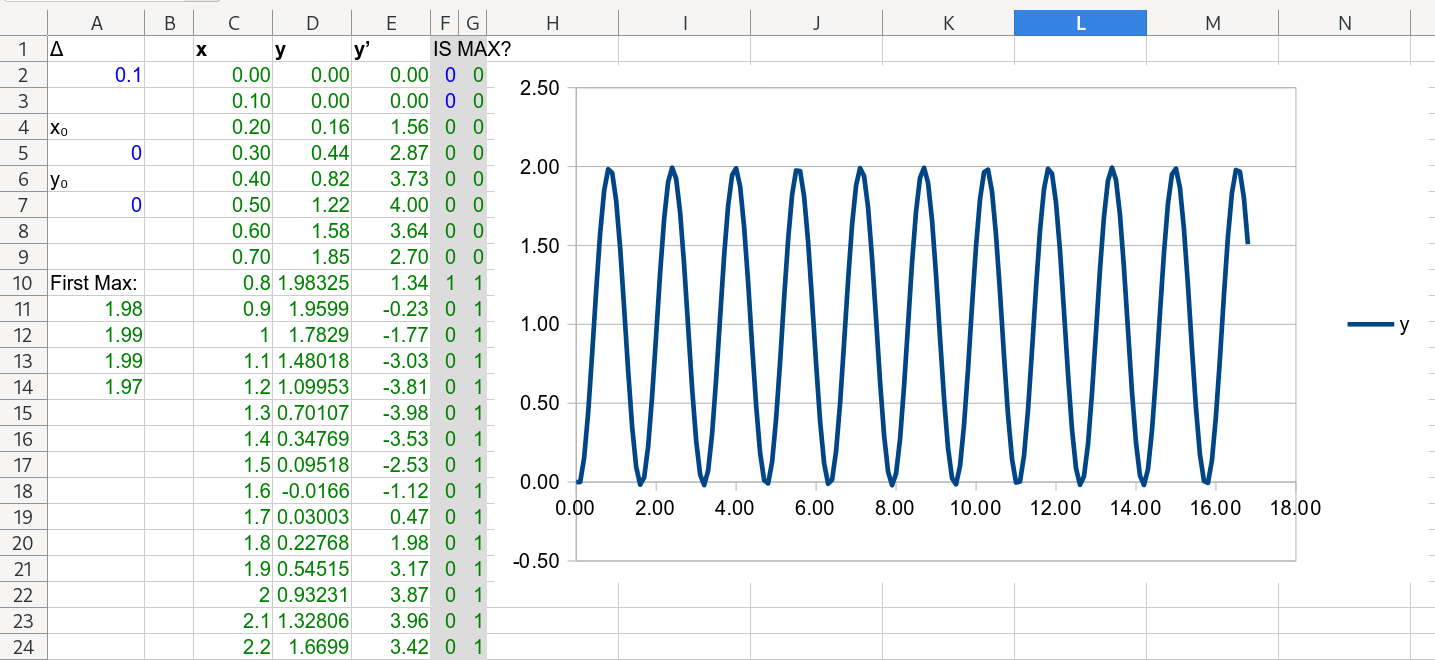 A B C D E F G H I J K L M N
1 Δ x y y’ IS MAX?
2 0.1 0.00 0.00 0.00 0 0
3 0.10 0.00 0.00 0 0
4 x₀ 0.20 0.16 1.56 0 0
5 0 0.30 0.44 2.87 0 0
6 y₀ 0.40 0.82 3.73 0 0
7 0 0.50 1.22 4.00 0 0
8 0.60 1.58 3.64 0 0
9 0.70 1.85 2.70 0 0
10 First Max: 0.8 1.98325 1.34 1 1
11 1.98 0.9 1.9599 -0.23 0 1
12 1.99 1 1.7829 -1.77 0 1
13 1.99 1.1 1.48018 -3.03 0 1
14 1.97 1.2 1.09953 -3.81 0 1
15 1.3 0.70107 -3.98 0 1
16 1.4 0.34769 -3.53 0 1
17 1.5 0.09518 -2.53 0 1
18 1.6 -0.0166 -1.12 0 1
19 1.7 0.03003 0.47 0 1
20 1.8 0.22768 1.98 0 1
21 1.9 0.54515 3.17 0 1
22 2 0.93231 3.87 0 1
23 2.1 1.32806 3.96 0 1
24 2.2 1.6699 3.42 0 1
2.50
2.00
1.50
1.00
0.50
0.00
-0.50
0.00 2.00 4.00 6.00 8.00 10.00 12.00 14.00 16.00 18.00
y